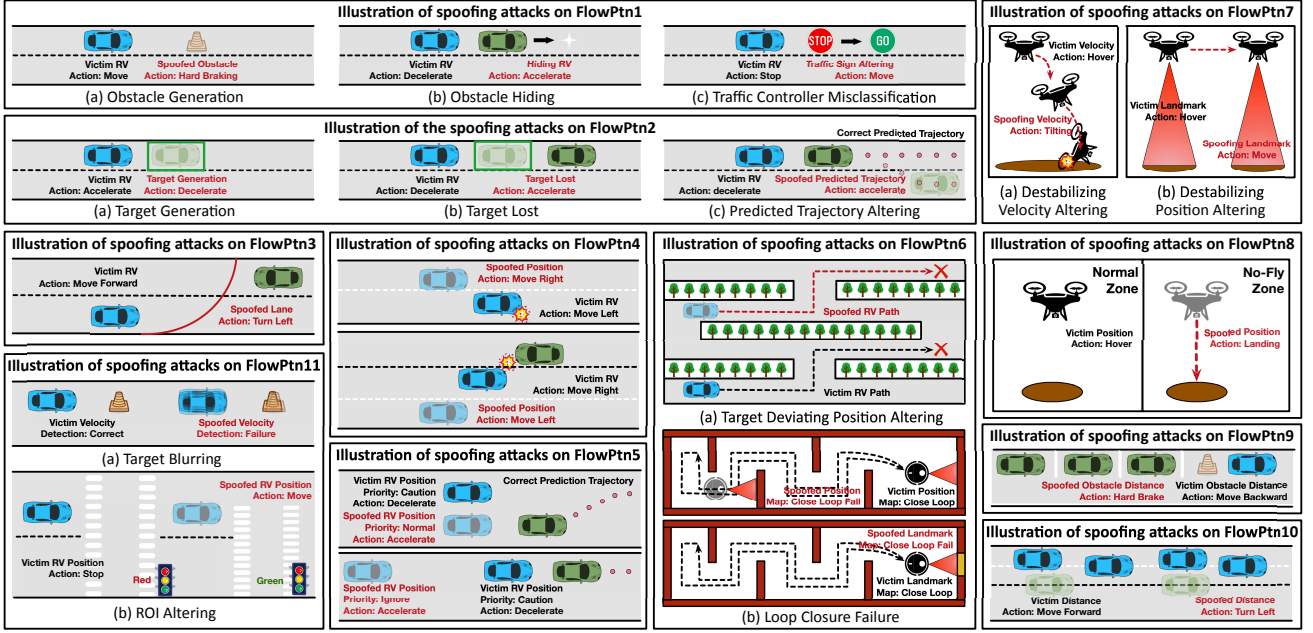 Illustration of spoofing attacks on FlowPtn1
Victim RV
Action: Move
Spoofed Obstacle
Action: Hard Braking
(a) Obstacle Generation
Victim RV
Action: Decelerate
Hiding RV
Action: Accelerate
(b) Obstacle Hiding
STOP
GO
Victim RV
Action: Stop
Traffic Sign Altering
Action: Move
(c) Traffic Controller Misclassification
Illustration of the spoofing attacks on FlowPtn2
Victim RV
Action: Accelerate
Target Generation
Action: Decelerate
(a) Target Generation
Victim RV
Action: Decelerate
Target Lost
Action: Accelerate
(b) Target Lost
Correct Predicted Trajectory
Victim RV
Action: decelerate
Spoofed Predicted Trajectory
Action: accelerate
(c) Predicted Trajectory Altering
Illustration of spoofing attacks on FlowPtn7
Victim Velocity
Action: Hover
Spoofing Velocity
Action: Tilting
(a) Destabilizing
Velocity Altering
Victim Landmark
Action: Hover
Spoofing Landmark
Action: Move
(b) Destabilizing
Position Altering
Illustration of spoofing attacks on FlowPtn3
Victim RV
Action: Move Forward
Spoofed Lane
Action: Turn Left
Illustration of spoofing attacks on FlowPtn11
Victim Velocity
Detection: Correct
Spoofed Velocity
Detection: Failure
(a) Target Blurring
Spoofed RV Position
Action: Move
Victim RV Position
Action: Stop
Red
Green
(b) ROI Altering
Illustration of spoofing attacks on FlowPtn4
Spoofed Position
Action: Move Right
Victim RV
Action: Move Left
Victim RV
Action: Move Right
Spoofed Position
Action: Move Left
Illustration of spoofing attacks on FlowPtn5
Victim RV Position
Priority: Caution
Action: Decelerate
Correct Prediction Trajectory
Spoofed RV Position
Priority: Normal
Action: Accelerate
Spoofed RV Position
Priority: Ignore
Action: Accelerate
Victim RV Position
Priority: Caution
Action: Decelerate
Illustration of spoofing attacks on FlowPtn6
Spoofed RV Path
Victim RV Path
(a) Target Deviating Position Altering
Spoofed Position
Map: Close Loop Fail
Victim Position
Map: Close Loop
Spoofed Landmark
Map: Close Loop Fail
Victim Landmark
Map: Close Loop
(b) Loop Closure Failure
Illustration of spoofing attacks on FlowPtn8
Normal
Zone
Victim Position
Action: Hover
No-Fly
Zone
Spoofed Position
Action: Landing
Illustration of spoofing attacks on FlowPtn9
Spoofed Obstacle Distance
Action: Hard Brake
Victim Obstacle Distance
Action: Move Backward
Illustration of spoofing attacks on FlowPtn10
Victim Distance
Action: Move Forward
Spoofed Distance
Action: Turn Left